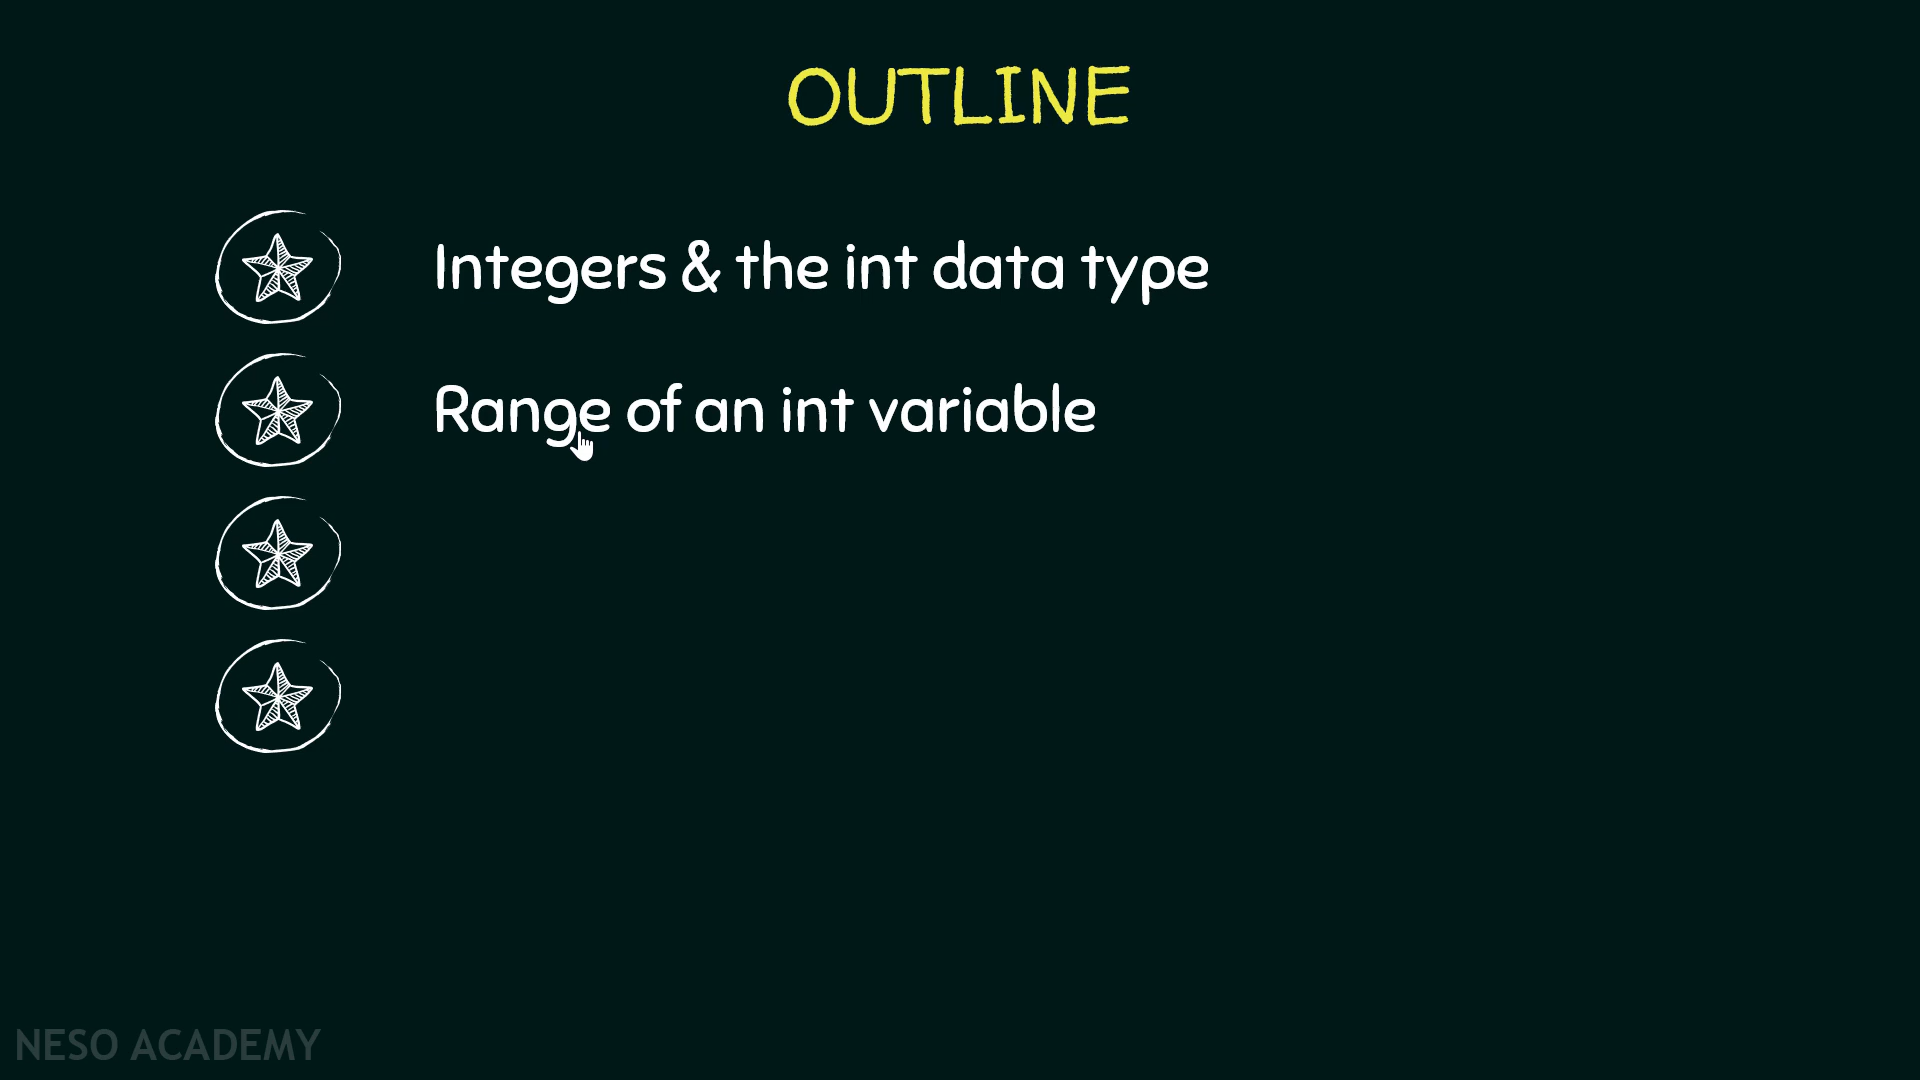 OUTLINE
Integers & the int data type
Range of an int variable
NESO ACADEMY